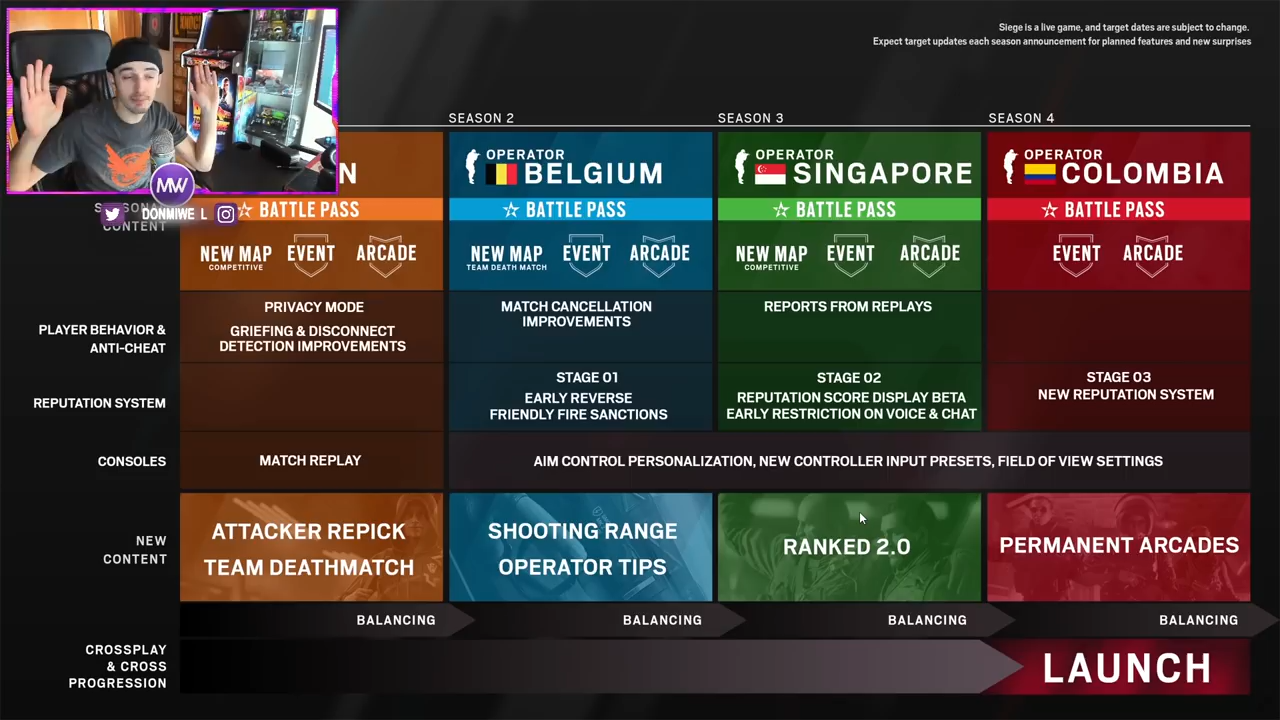 Siege is a live game, and target dates are subject to change.
Expect target updates each season announcement for planned features and new surprises
SEASON 2
SEASON 3
SEASON 4
N
OPERATOR
BELGIUM
OPERATOR
SINGAPORE
OPERATOR
COLOMBIA
MW
DONMIWE L
CONTENT
BATTLE PASS
BATTLE PASS
BATTLE PASS
BATTLE PASS
NEW MAP
COMPETITIVE
EVENT
ARCADE
NEW MAP
TEAM DEATH MATCH
EVENT
ARCADE
NEW MAP
COMPETITIVE
EVENT
ARCADE
EVENT
ARCADE
PLAYER BEHAVIOR &
ANTI-CHEAT
PRIVACY MODE
GRIEFING & DISCONNECT
DETECTION IMPROVEMENTS
MATCH CANCELLATION
IMPROVEMENTS
REPORTS FROM REPLAYS
REPUTATION SYSTEM
STAGE 01
EARLY REVERSE
FRIENDLY FIRE SANCTIONS
STAGE 02
REPUTATION SCORE DISPLAY BETA
EARLY RESTRICTION ON VOICE & CHAT
STAGE 03
NEW REPUTATION SYSTEM
CONSOLES
MATCH REPLAY
AIM CONTROL PERSONALIZATION, NEW CONTROLLER INPUT PRESETS, FIELD OF VIEW SETTINGS
NEW
CONTENT
ATTACKER REPICK
TEAM DEATHMATCH
SHOOTING RANGE
OPERATOR TIPS
RANKED 2.0
PERMANENT ARCADES
BALANCING
BALANCING
BALANCING
BALANCING
CROSSPLAY
& CROSS
PROGRESSION
LAUNCH